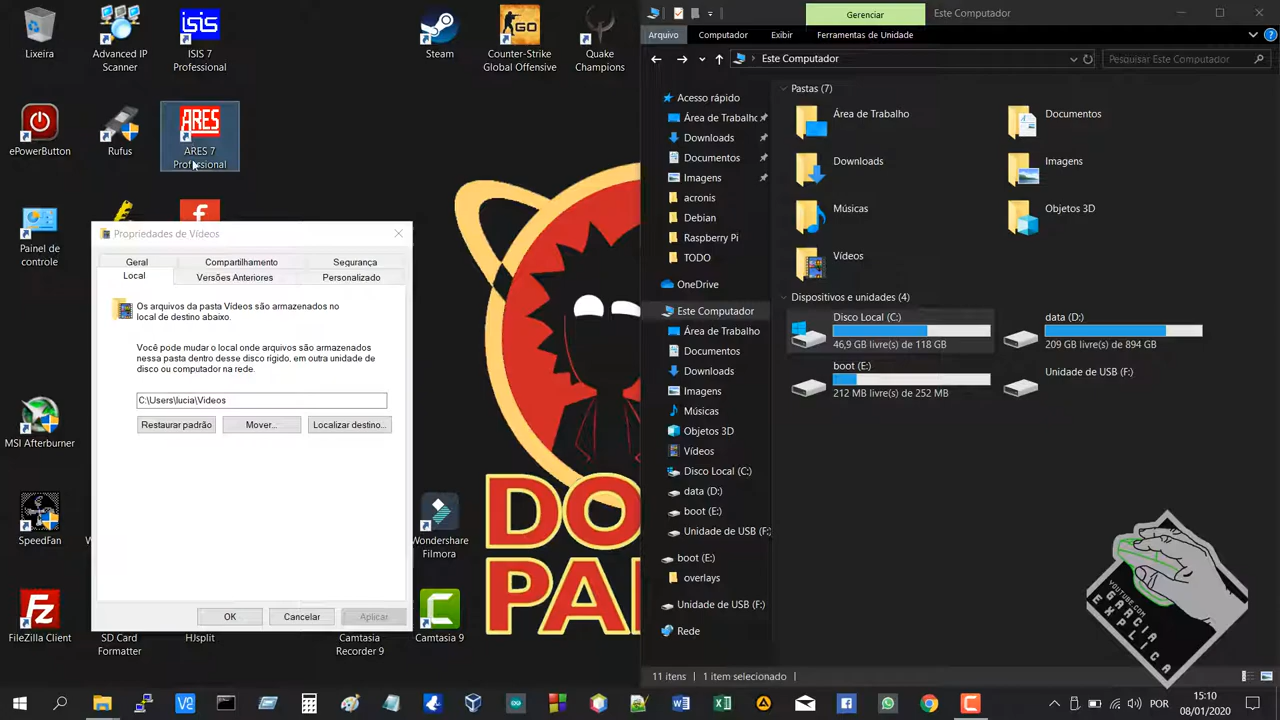 Lixeira
Advanced IP
Scanner
isis
ISIS 7
Professional
Steam
GO
Counter-Strike
Global Offensive
Quake
Champions
ePowerButton
Rufus
ARES
ARES 7
Professional
Painel de
controle
MSI Afterburner
SpeedFan
Wondershare
Filmora
FileZilla Client
SD Card
Formatter
HJsplit
Camtasia
Recorder 9
Camtasia 9
Propriedades de Vídeos
Geral
Compartilhamento
Segurança
Local
Versões Anteriores
Personalizado
Os arquivos da pasta Vídeos são armazenados no
local de destino abaixo.
Você pode mudar o local onde arquivos são armazenados
nessa pasta dentro desse disco rígido, em outra unidade de
disco ou computador na rede.
C:\Users\lucia\Videos
Restaurar padrão
Mover...
Localizar destino...
OK
Cancelar
Aplicar
DO
PA
Gerenciar
Este Computador
Arquivo
Computador
Exibir
Ferramentas de Unidade
Este Computador
Pesquisar Este Computador
Acesso rápido
Área de Trabalho
Downloads
Documentos
Imagens
acronis
Debian
Raspberry Pi
TODO
OneDrive
Este Computador
Área de Trabalho
Documentos
Downloads
Imagens
Músicas
Objetos 3D
Vídeos
Disco Local (C:)
data (D:)
boot (E:)
Unidade de USB (F:)
boot (E:)
overlays
Unidade de USB (F:)
Rede
Pastas (7)
Área de Trabalho
Documentos
Downloads
Imagens
Músicas
Objetos 3D
Vídeos
Dispositivos e unidades (4)
Disco Local (C:)
46,9 GB livre(s) de 118 GB
data (D:)
209 GB livre(s) de 894 GB
boot (E:)
212 MB livre(s) de 252 MB
Unidade de USB (F:)
11 itens
1 item selecionado
YOUTUBE.COM
GARCIA
EXPLICA
POR
15:10
08/01/2020